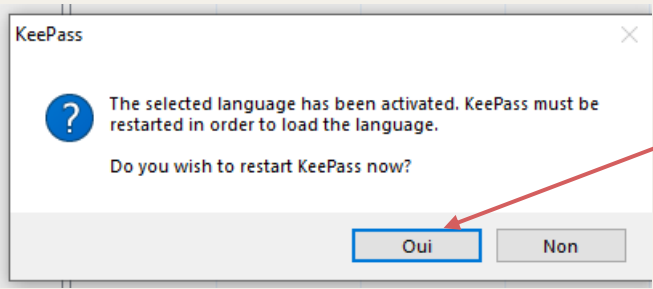 KeePass
The selected language has been activated. KeePass must be
restarted in order to load the language.
Do you wish to restart KeePass now?
Oui
Non